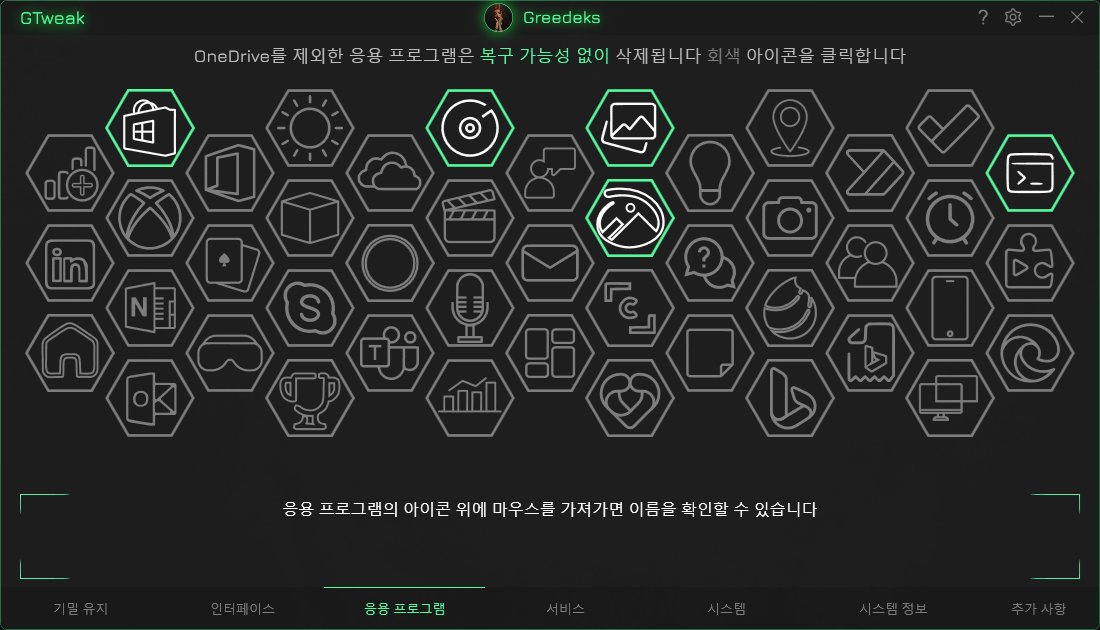 GTweak
Greedeks
?
OneDrive를 제외한 응용 프로그램은 복구 가능성 없이 삭제됩니다 회색 아이콘을 클릭합니다
in
N
S
T
O
응용 프로그램의 아이콘 위에 마우스를 가져가면 이름을 확인할 수 있습니다
기밀 유지
인터페이스
응용 프로그램
서비스
시스템
시스템 정보
추가 사항